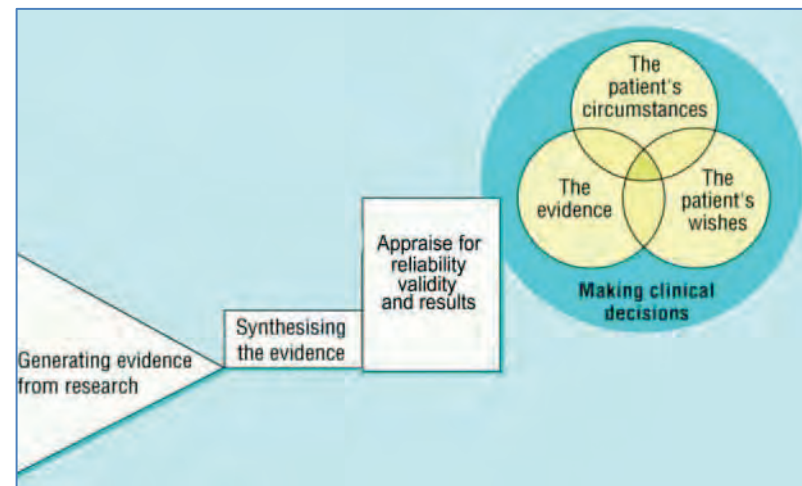 Generating evidence
from research
Synthesising
the evidence
Appraise for
reliability
validity
and results
The
patient's
circumstances
The
evidence
The
patient's
wishes
Making clinical
decisions